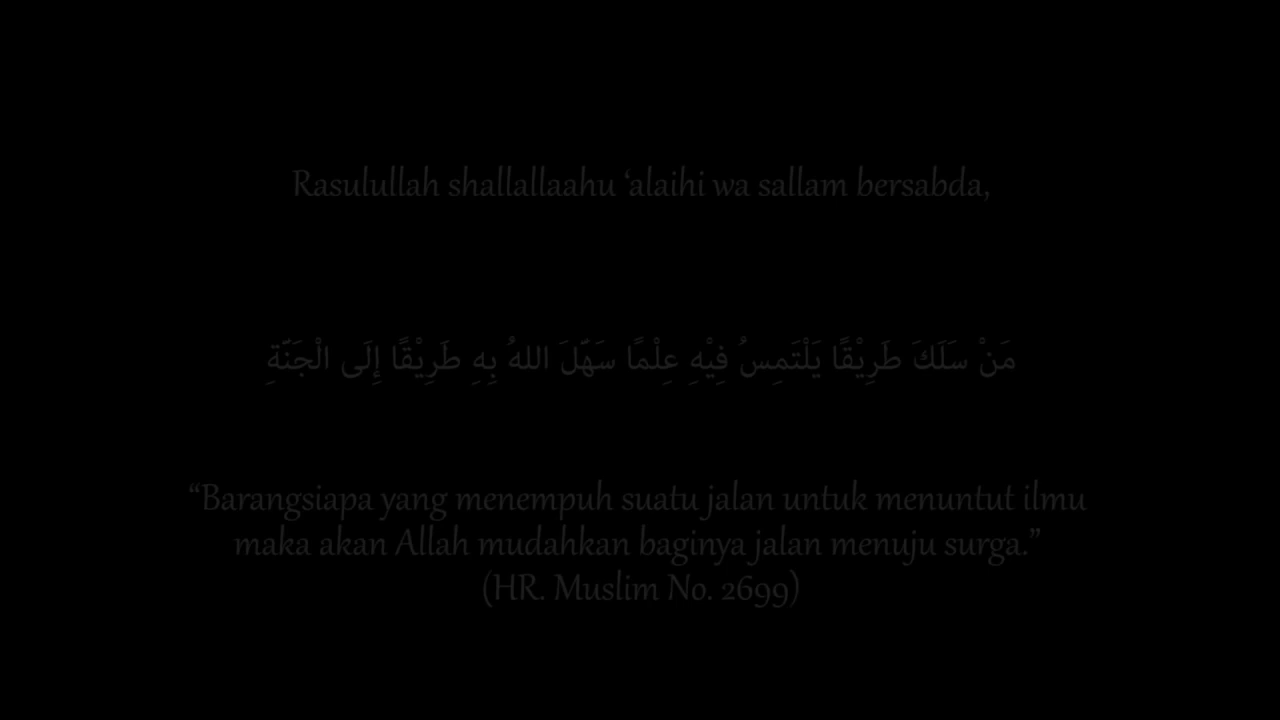 Rasulullah shallallaahu ‘alaihi wa sallam bersabda,
مَنْ سَلَكَ طَرِيْقًا يَلْتَمِسُ فِيْهِ عِلْمًا سَهَّلَ اللهُ بِهِ طَرِيْقًا إِلَى الْجَنَّةِ
“Barangsiapa yang menempuh suatu jalan untuk menuntut ilmu
maka akan Allah mudahkan baginya jalan menuju surga.”
(HR. Muslim No. 2699)